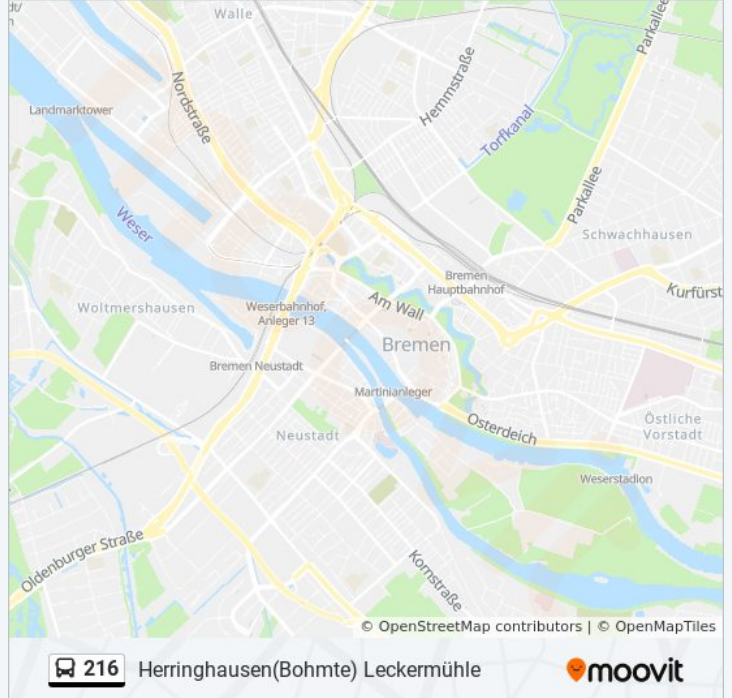 Walle
Parkallee
Hemmstraße
Nordstraße
Landmarktower
Torfkanal
Parkallee
Weser
Schwachhausen
Bremen
Hauptbahnhof
Kurfürst
Woltmershausen
Weserbahnhof,
Anleger 13
Am Wall
Bremen
Bremen Neustadt
Martinianleger
Osterdeich
Östliche
Vorstadt
Neustadt
Weserstadion
Oldenburger Straße
Kornstraße
© OpenStreetMap contributors | © OpenMapTiles
216 Herringhausen(Bohmte) Leckermühle
moovit